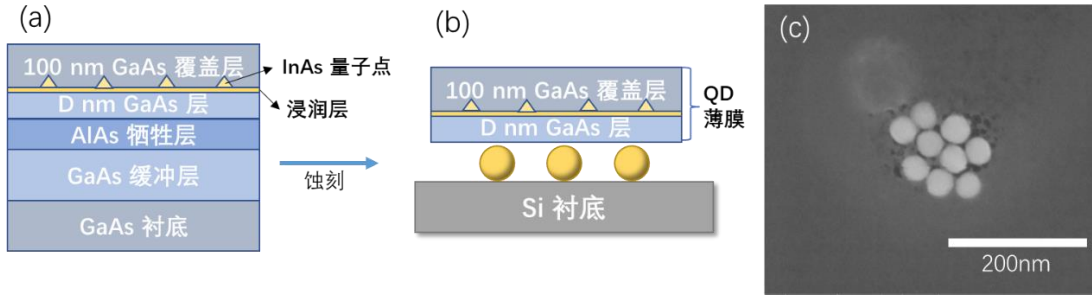 (a)
100 nm GaAs 覆盖层
InAs 量子点
浸润层
D nm GaAs 层
AlAs 牺牲层
GaAs 缓冲层
GaAs 衬底
蚀刻
(b)
100 nm GaAs 覆盖层
D nm GaAs 层
QD
薄膜
Si 衬底
(c)
200nm